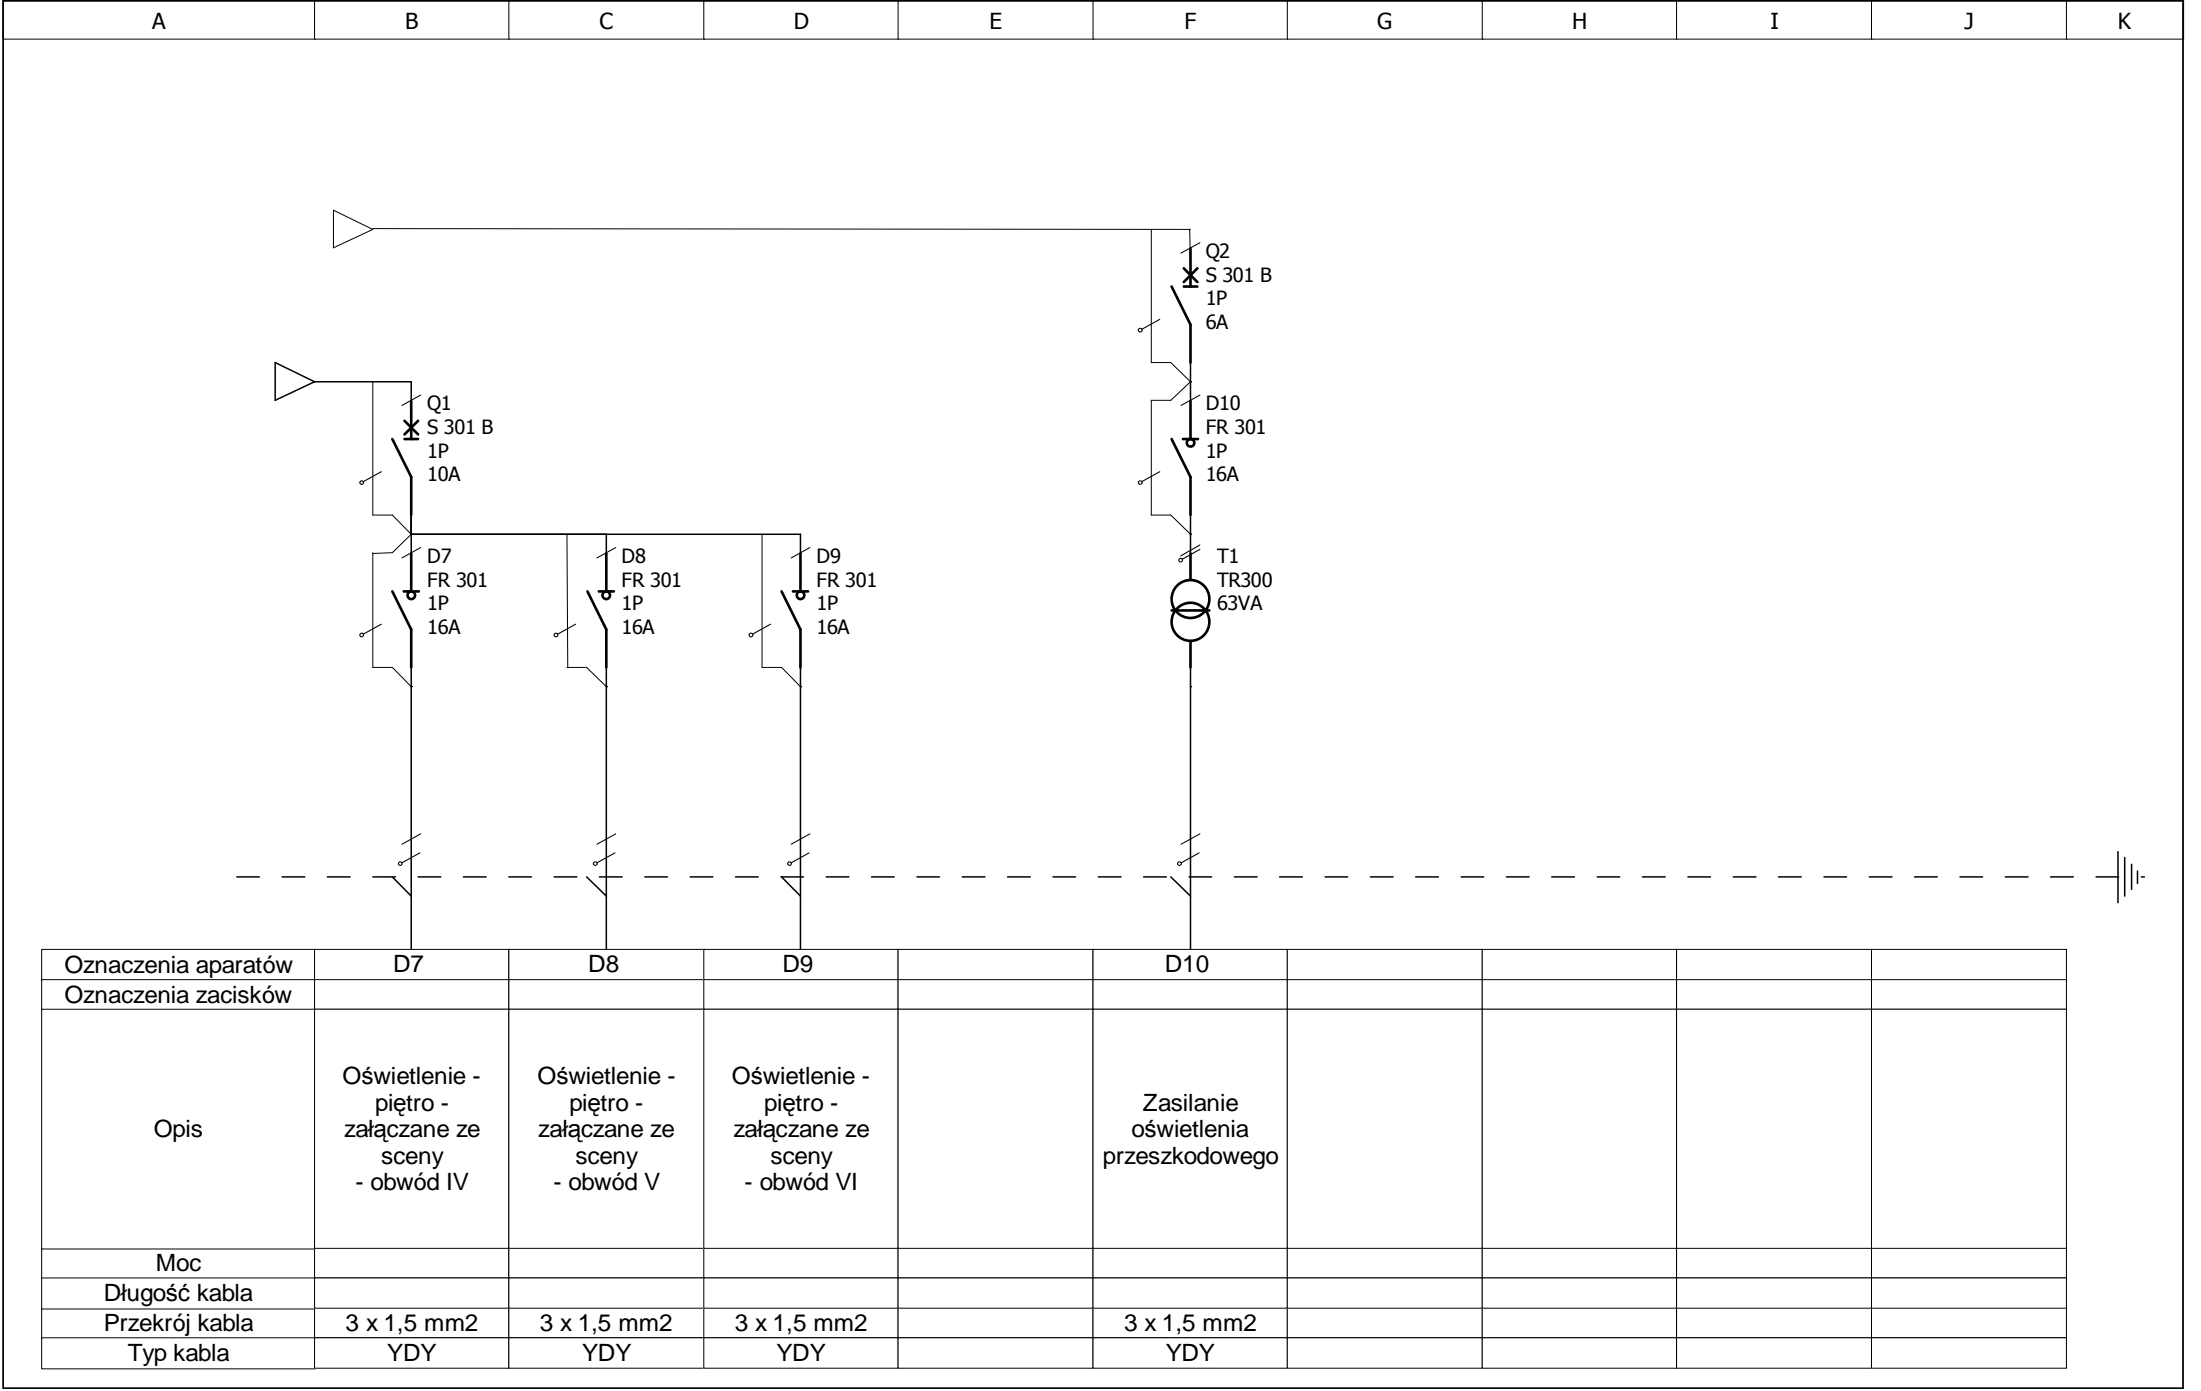 A B C D E F G H I J K
Q2
S 301 B
1P
6A
Q1
S 301 B
1P
10A
D10
FR 301
1P
16A
D7
FR 301
1P
16A
D8
FR 301
1P
16A
D9
FR 301
1P
16A
T1
TR300
63VA
Oznaczenia aparatów D7 D8 D9 D10
Oznaczenia zacisków
Opis
Oświetlenie -
piętro -
załączane ze
sceny
- obwód IV
Oświetlenie -
piętro -
załączane ze
sceny
- obwód V
Oświetlenie -
piętro -
załączane ze
sceny
- obwód VI
Zasilanie
oświetlenia
przeszkodowego
Moc
Długość kabla
Przekrój kabla 3 x 1,5 mm2 3 x 1,5 mm2 3 x 1,5 mm2 3 x 1,5 mm2
Typ kabla YDY YDY YDY YDY